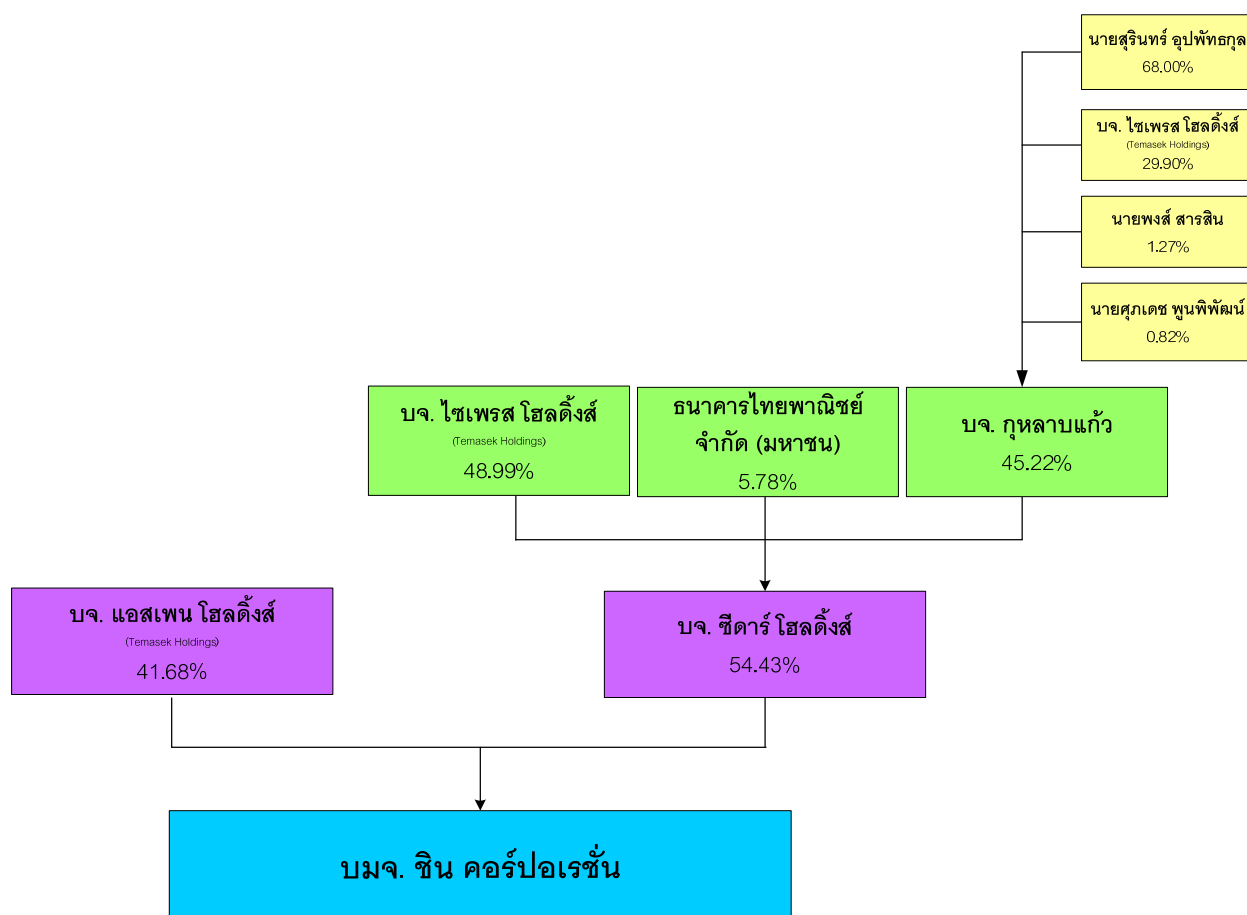 นายสุรินทร์ อุปพัทธกุล
68.00%
บจ. ไซเพรส โฮลดิ้งส์
(Temasek Holdings)
29.90%
นายพงส์ สารสิน
1.27%
นายศุภเดช พูนพิพัฒน์
0.82%
บจ. ไซเพรส โฮลดิ้งส์
(Temasek Holdings)
48.99%
ธนาคารไทยพาณิชย์
จำกัด (มหาชน)
5.78%
บจ. กุหลาบแก้ว
45.22%
บจ. แอสเพน โฮลดิ้งส์
(Temasek Holdings)
41.68%
บจ. ซีดาร์ โฮลดิ้งส์
54.43%
บมจ. ชิน คอร์ปอเรชั่น